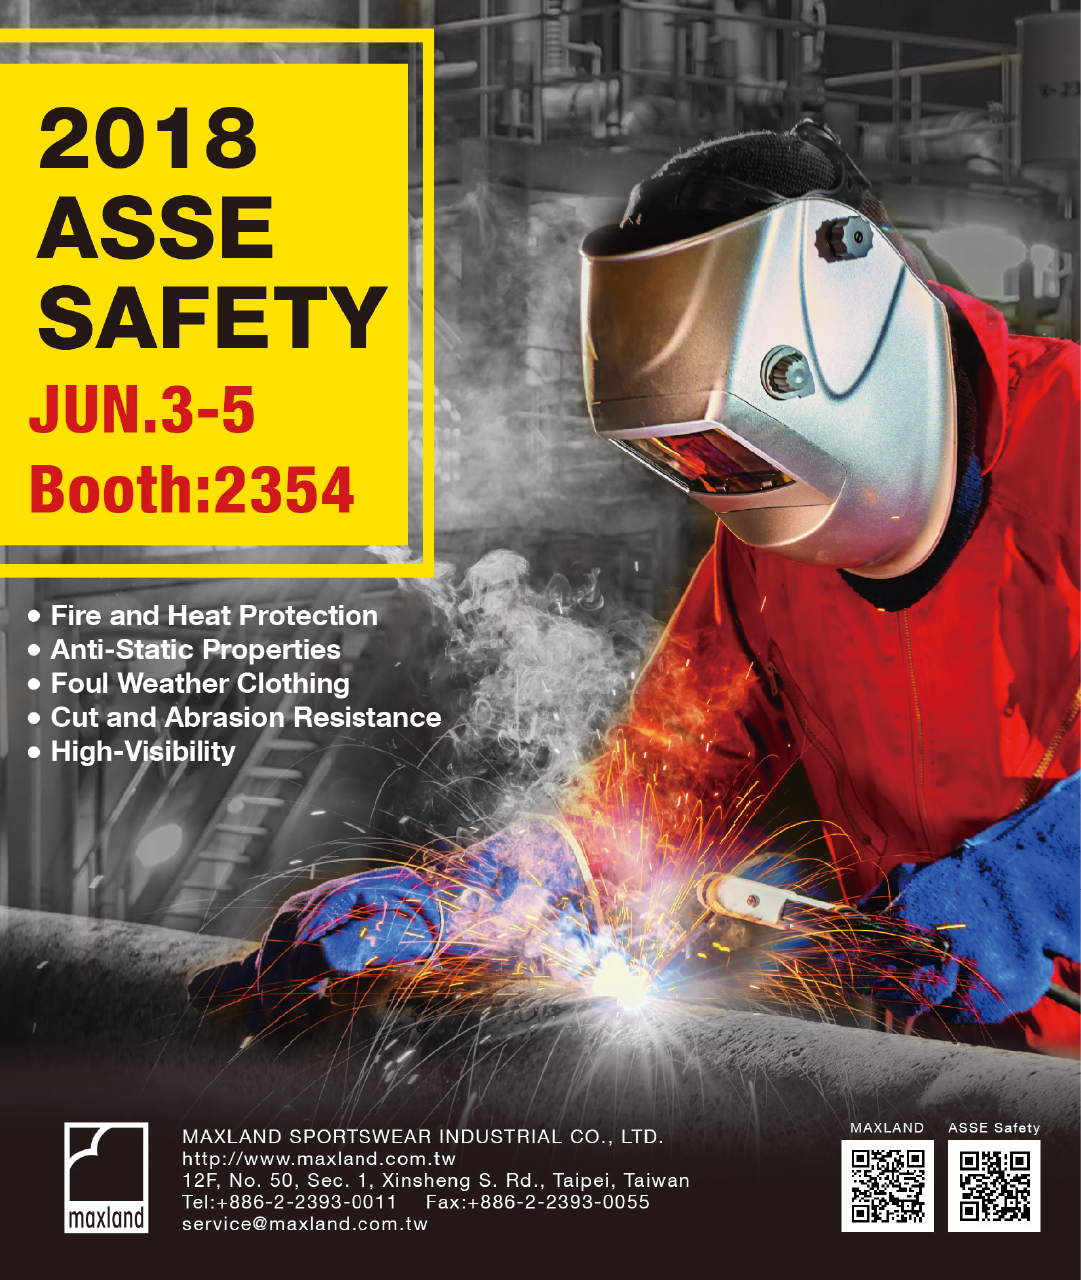 2018
ASSE
SAFETY
JUN.3-5
Booth:2354
• Fire and Heat Protection
• Anti-Static Properties
• Foul Weather Clothing
• Cut and Abrasion Resistance
• High-Visibility
maxland
MAXLAND SPORTSWEAR INDUSTRIAL CO., LTD.
http://www.maxland.com.tw
12F, No. 50, Sec. 1, Xinsheng S. Rd., Taipei, Taiwan
Tel:+886-2-2393-0011 Fax:+886-2-2393-0055
service@maxland.com.tw
MAXLAND
ASSE Safety